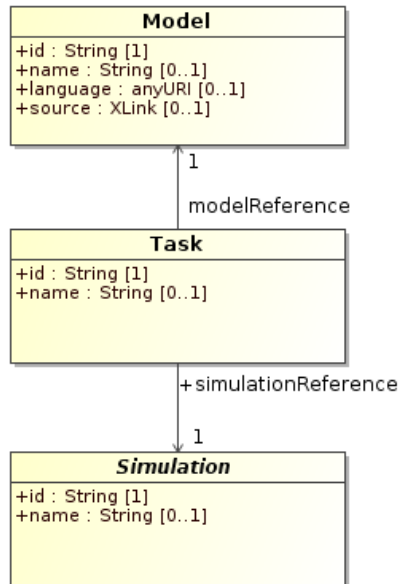 Model
+id : String [1]
+name : String [0..1]
+language : anyURI [0..1]
+source : XLink [0..1]
1
modelReference
Task
+id : String [1]
+name : String [0..1]
+simulationReference
1
Simulation
+id : String [1]
+name : String [0..1]